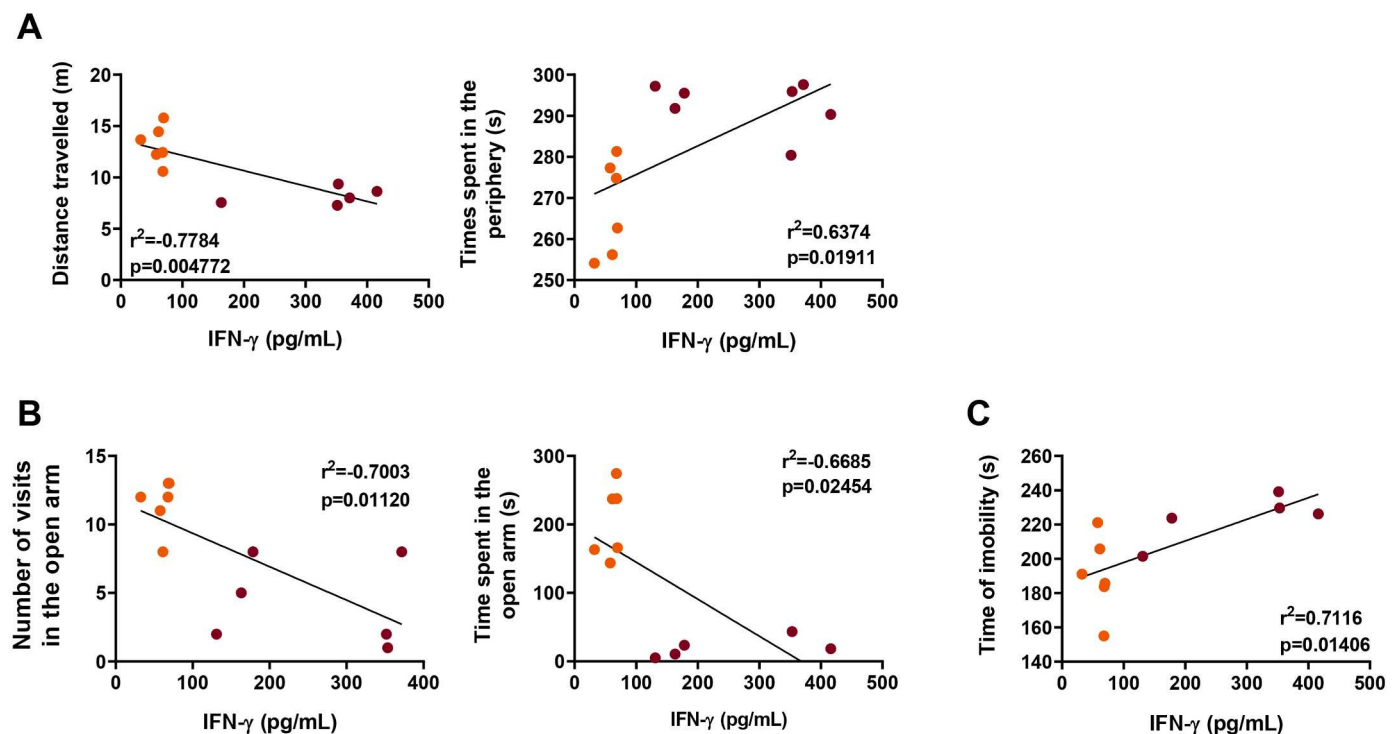 A
Distance travelled (m)
20
15
10
5
0
r2=-0.7784
p=0.004772
0 100 200 300 400 500
IFN-γ (pg/mL)
Times spent in the
periphery (s)
300
290
280
270
260
250
r2=0.6374
p=0.01911
0 100 200 300 400 500
IFN-γ (pg/mL)
B
Number of visits
in the open arm
15
10
5
0
r2=-0.7003
p=0.01120
0 100 200 300 400
IFN-γ (pg/mL)
Time spent in the
open arm (s)
300
200
100
0
r2=-0.6685
p=0.02454
0 100 200 300 400 500
IFN-γ (pg/mL)
C
Time of imobility (s)
260
240
220
200
180
160
140
r2=0.7116
p=0.01406
0 100 200 300 400 500
IFN-γ (pg/mL)